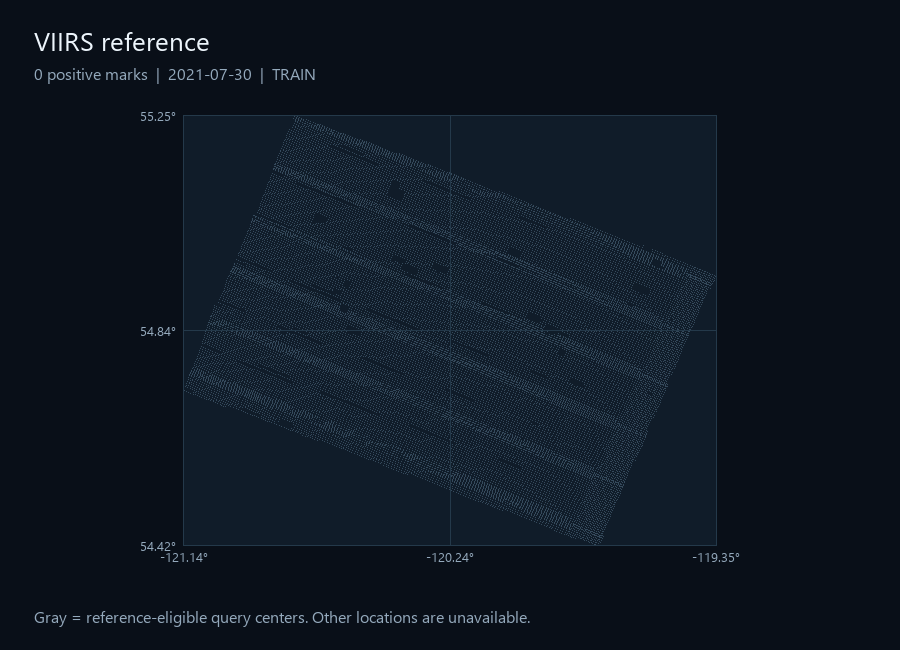 VIIRS reference
0 positive marks | 2021-07-30 | TRAIN
55.25°
54.84°
54.42°
-121.14°
-120.24°
-119.35°
Gray = reference-eligible query centers. Other locations are unavailable.